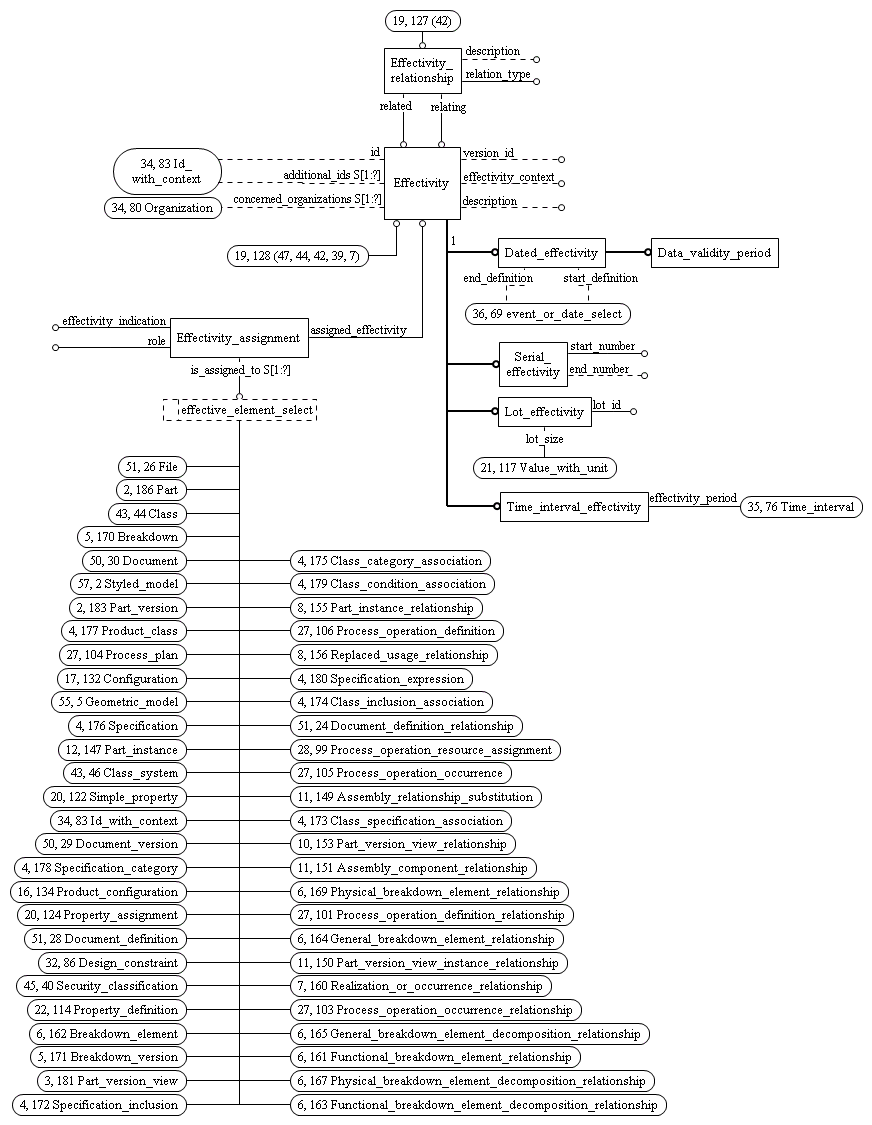 19, 127 (42)
Effectivity_
relationship
description
relation_type
related
relating
34, 83 Id_
with_context
id
additional_ids S[1:?]
34, 80 Organization
concerned_organizations S[1:?]
Effectivity
version_id
effectivity_context
description
19, 128 (47, 44, 42, 39, 7)
1
Dated_effectivity
Data_validity_period
end_definition
start_definition
36, 69 event_or_date_select
effectivity_indication
role
Effectivity_assignment
assigned_effectivity
is_assigned_to S[1:?]
effective_element_select
Serial_
effectivity
start_number
end_number
Lot_effectivity
lot_id
lot_size
21, 117 Value_with_unit
Time_interval_effectivity
effectivity_period
35, 76 Time_interval
51, 26 File
2, 186 Part
43, 44 Class
5, 170 Breakdown
50, 30 Document
4, 175 Class_category_association
57, 2 Styled_model
4, 179 Class_condition_association
2, 183 Part_version
8, 155 Part_instance_relationship
4, 177 Product_class
27, 106 Process_operation_definition
27, 104 Process_plan
8, 156 Replaced_usage_relationship
17, 132 Configuration
4, 180 Specification_expression
55, 5 Geometric_model
4, 174 Class_inclusion_association
4, 176 Specification
51, 24 Document_definition_relationship
12, 147 Part_instance
28, 99 Process_operation_resource_assignment
43, 46 Class_system
27, 105 Process_operation_occurrence
20, 122 Simple_property
11, 149 Assembly_relationship_substitution
34, 83 Id_with_context
4, 173 Class_specification_association
50, 29 Document_version
10, 153 Part_version_view_relationship
4, 178 Specification_category
11, 151 Assembly_component_relationship
16, 134 Product_configuration
6, 169 Physical_breakdown_element_relationship
20, 124 Property_assignment
27, 101 Process_operation_definition_relationship
51, 28 Document_definition
6, 164 General_breakdown_element_relationship
32, 86 Design_constraint
11, 150 Part_version_view_instance_relationship
45, 40 Security_classification
7, 160 Realization_or_occurrence_relationship
22, 114 Property_definition
27, 103 Process_operation_occurrence_relationship
6, 162 Breakdown_element
6, 165 General_breakdown_element_decomposition_relationship
5, 171 Breakdown_version
6, 161 Functional_breakdown_element_relationship
3, 181 Part_version_view
6, 167 Physical_breakdown_element_decomposition_relationship
4, 172 Specification_inclusion
6, 163 Functional_breakdown_element_decomposition_relationship